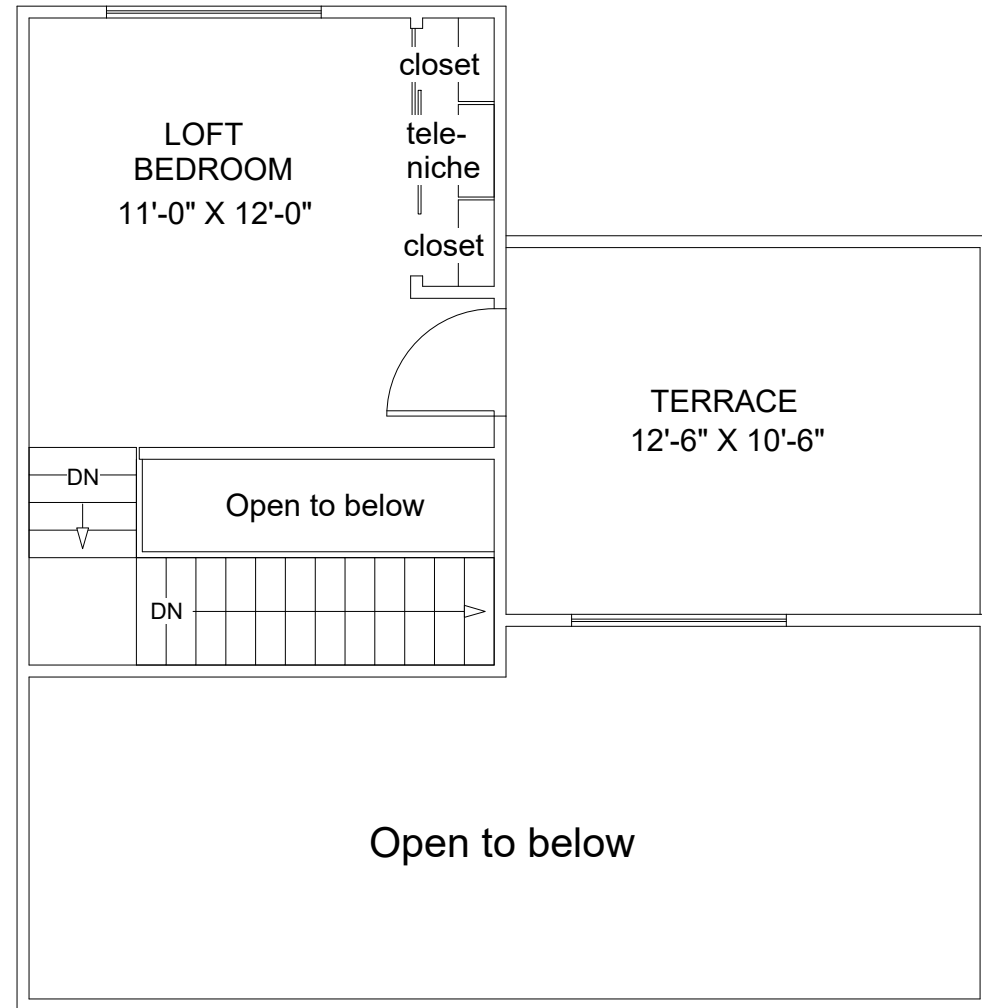 closet
LOFT
BEDROOM
11'-0" X 12'-0"
tele-
niche
closet
TERRACE
12'-6" X 10'-6"
DN
Open to below
DN
Open to below